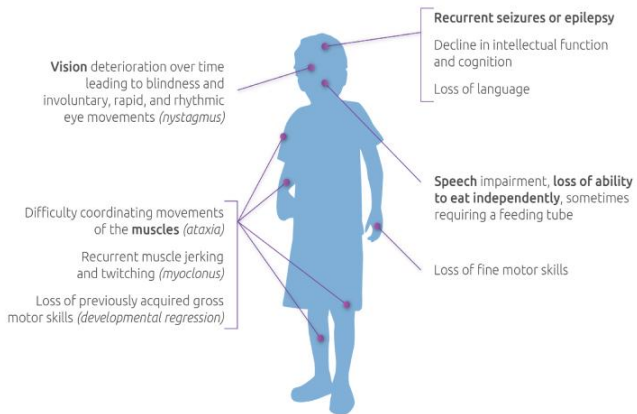 Recurrent seizures or epilepsy
Decline in intellectual function
and cognition
Loss of language
Vision deterioration over time
leading to blindness and
involuntary, rapid, and rhythmic
eye movements (nystagmus)
Speech impairment, loss of ability
to eat independently, sometimes
requiring a feeding tube
Difficulty coordinating movements
of the muscles (ataxia)
Recurrent muscle jerking
and twitching (myoclonus)
Loss of previously acquired gross
motor skills (developmental regression)
Loss of fine motor skills